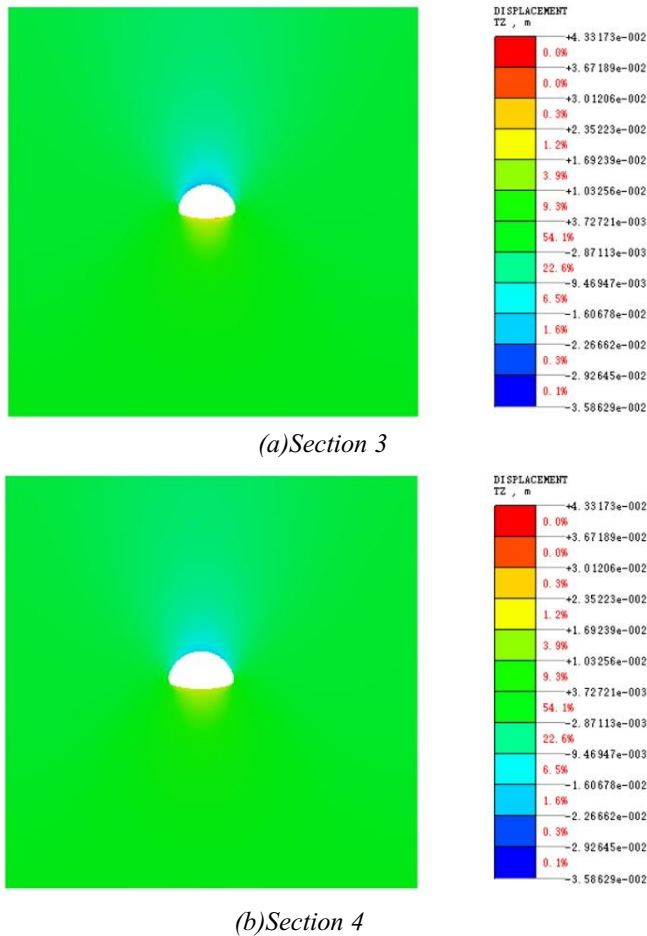 DISPLACEMENT
TZ , m
+4.33173e-002
0.0%
+3.67189e-002
0.0%
+3.01206e-002
0.3%
+2.35223e-002
1.2%
+1.69239e-002
3.9%
+1.03256e-002
9.3%
+3.72721e-003
54.1%
-2.87113e-003
22.6%
-9.46947e-003
6.5%
-1.60678e-002
1.6%
-2.26662e-002
0.3%
-2.92645e-002
0.1%
-3.58629e-002
(a)Section 3
DISPLACEMENT
TZ , m
+4.33173e-002
0.0%
+3.67189e-002
0.0%
+3.01206e-002
0.3%
+2.35223e-002
1.2%
+1.69239e-002
3.9%
+1.03256e-002
9.3%
+3.72721e-003
54.1%
-2.87113e-003
22.6%
-9.46947e-003
6.5%
-1.60678e-002
1.6%
-2.26662e-002
0.3%
-2.92645e-002
0.1%
-3.58629e-002
(b)Section 4